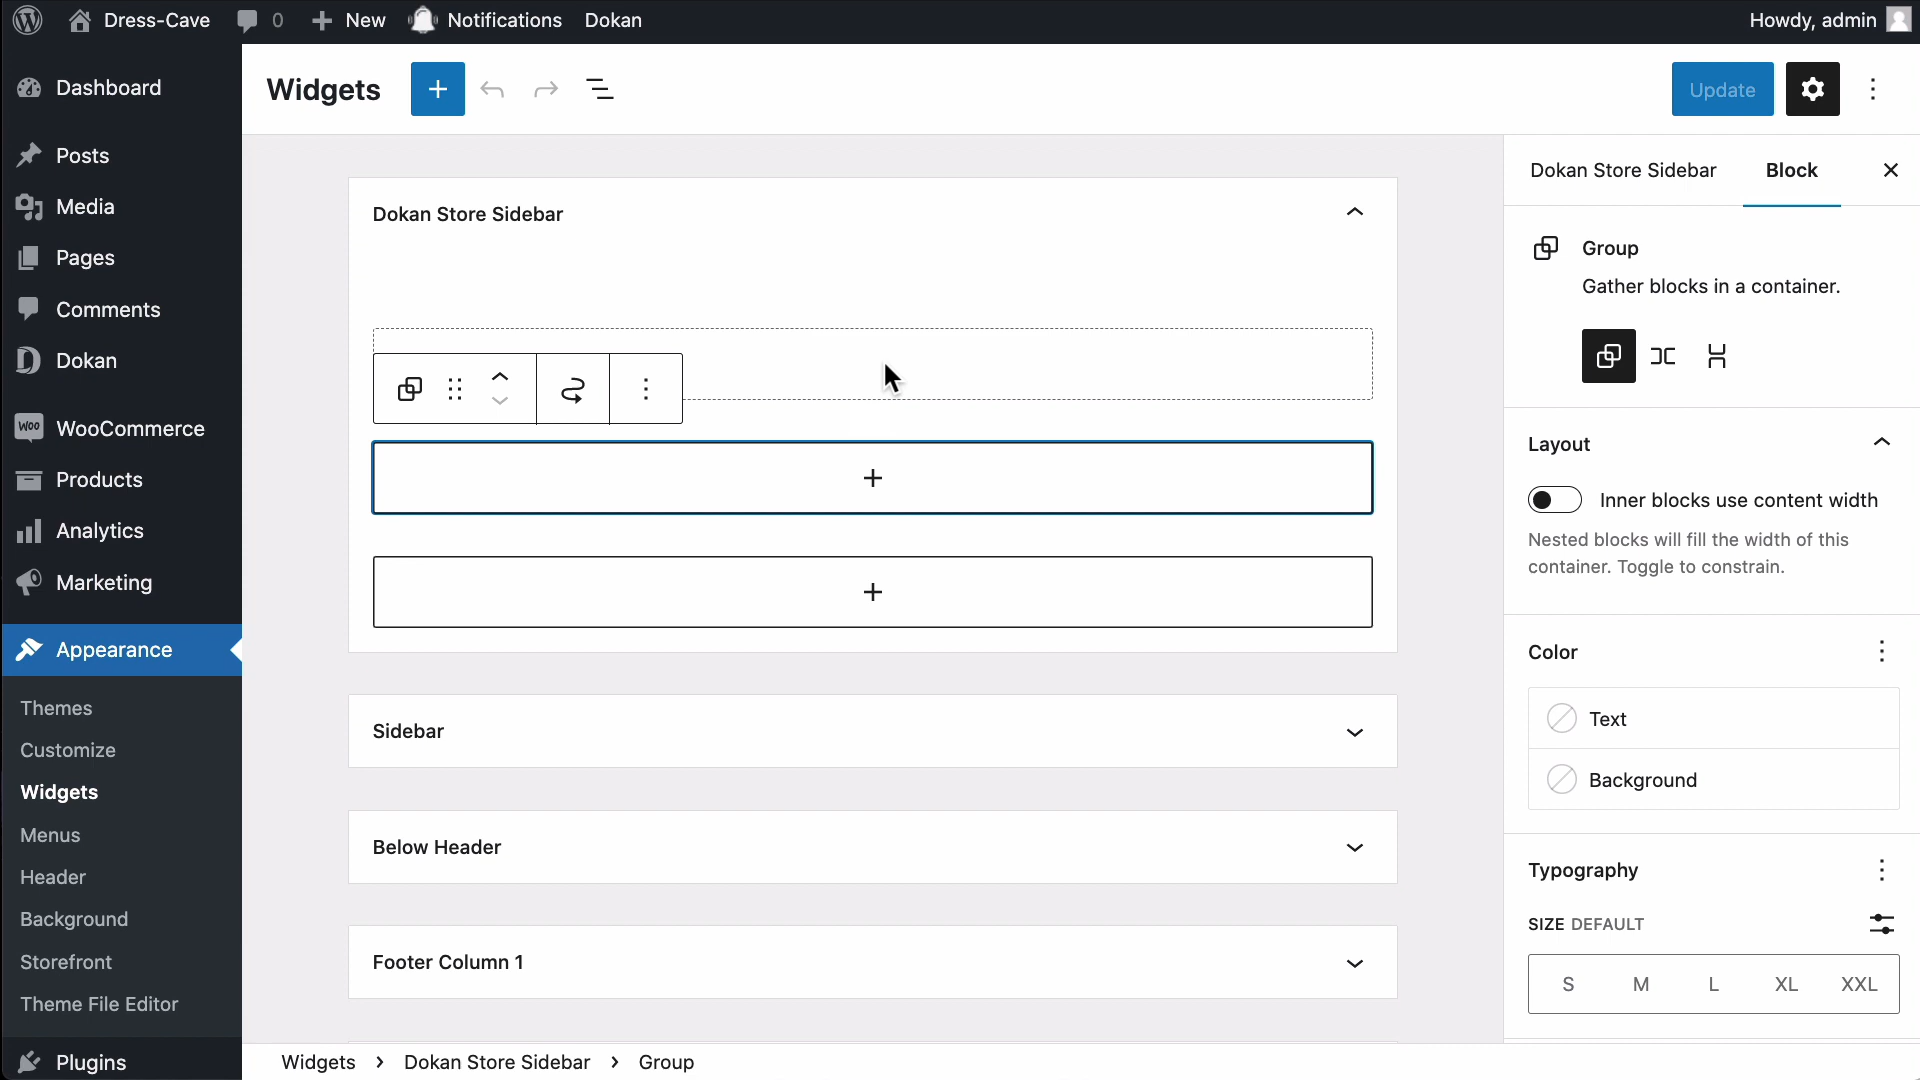 Dress-Cave
0
New
Notifications
Dokan
Howdy, admin
Dashboard
Posts
Media
Pages
Comments
Dokan
Woo
WooCommerce
Products
Analytics
Marketing
Appearance
Themes
Customize
Widgets
Menus
Header
Background
Storefront
Theme File Editor
Plugins
Widgets
Update
Dokan Store Sidebar
Sidebar
Below Header
Footer Column 1
Widgets › Dokan Store Sidebar › Group
Dokan Store Sidebar
Block
Group
Gather blocks in a container.
Layout
Inner blocks use content width
Nested blocks will fill the width of this
container. Toggle to constrain.
Color
Text
Background
Typography
SIZE DEFAULT
S M L XL XXL